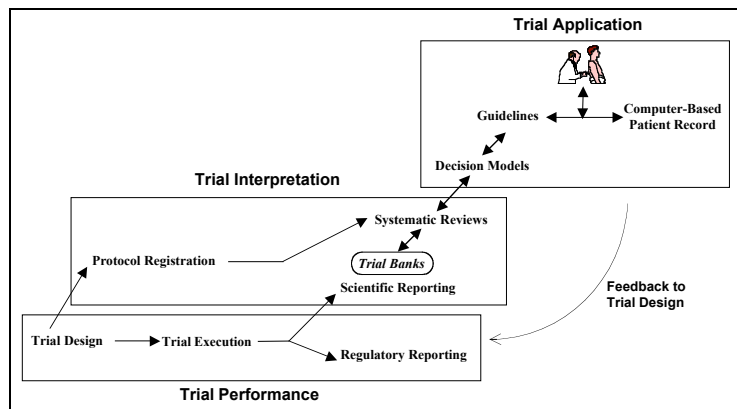 Trial Application
Guidelines
Computer-Based
Patient Record
Decision Models
Trial Interpretation
Systematic Reviews
Protocol Registration
Trial Banks
Scientific Reporting
Feedback to
Trial Design
Trial Design
Trial Execution
Regulatory Reporting
Trial Performance